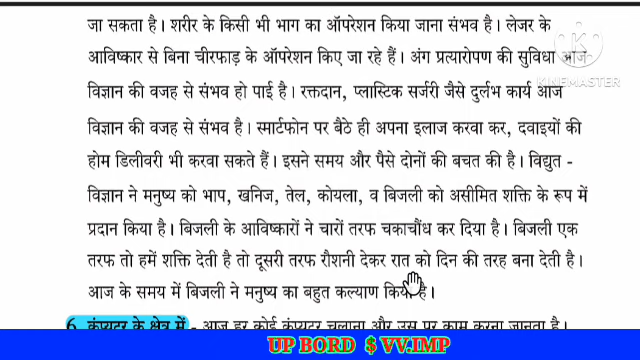 जा सकता है। शरीर के किसी भी भाग का ऑपरेशन किया जाना संभव है। लेजर के
आविष्कार से बिना चीरफाड़ के ऑपरेशन किए जा रहे हैं। अंग प्रत्यारोपण की सुविधा आज
विज्ञान की वजह से संभव हो पाई है। रक्तदान, प्लास्टिक सर्जरी जैसे दुर्लभ कार्य आज
विज्ञान की वजह से संभव है। स्मार्टफोन पर बैठे ही अपना इलाज करवा कर, दवाइयों की
होम डिलीवरी भी करवा सकते हैं। इसने समय और पैसे दोनों की बचत की है। विद्युत -
विज्ञान ने मनुष्य को भाप, खनिज, तेल, कोयला, व बिजली को असीमित शक्ति के रूप में
प्रदान किया है। बिजली के आविष्कारों ने चारों तरफ चकाचौंध कर दिया है। बिजली एक
तरफ तो हमें शक्ति देती है तो दूसरी तरफ रौशनी देकर रात को दिन की तरह बना देती है।
आज के समय में बिजली ने मनुष्य का बहुत कल्याण किया है।
6. कंप्यूटर के क्षेत्र में - आज हर कोई कंप्यूटर चलाना और उस पर काम करना जानता है।
UP BORD $ VV.IMP
KINEMASTER